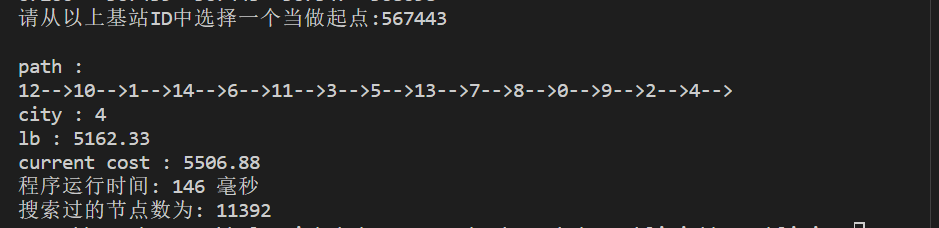 请从以上基站ID中选择一个当做起点:567443
path :
12-->10-->1-->14-->6-->11-->3-->5-->13-->7-->8-->0-->9-->2-->4-->
city : 4
lb : 5162.33
current cost : 5506.88
程序运行时间: 146 毫秒
搜索过的节点数为: 11392